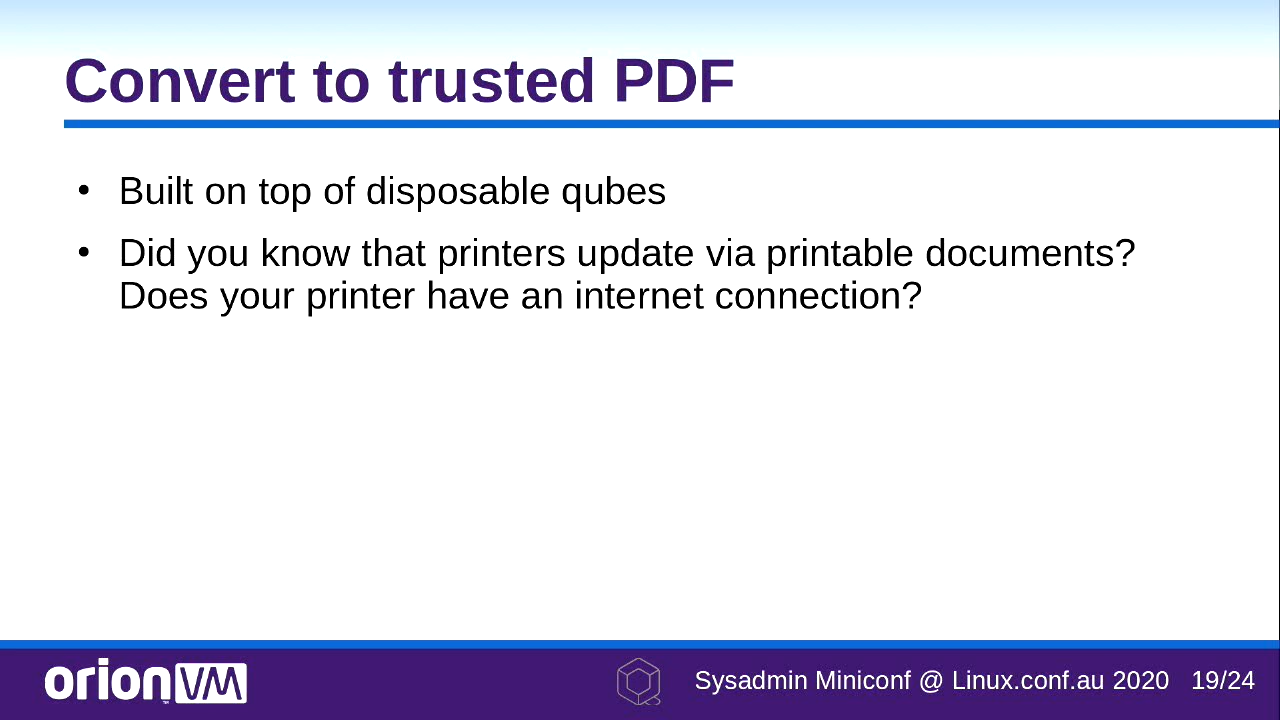 Convert to trusted PDF
• Built on top of disposable qubes
• Did you know that printers update via printable documents?
Does your printer have an internet connection?
orionVM
Sysadmin Miniconf @ Linux.conf.au 2020 19/24